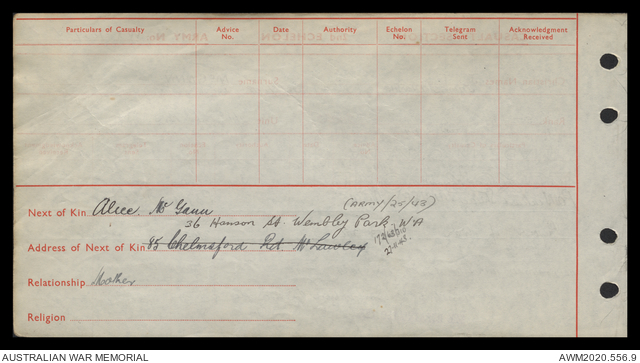 Particulars of Casualty Advice No. Date Authority Echelon No. Telegram Sent Acknowledgment Received
(ARMY/25/43)
Next of Kin Alice. Mc Gann
36 Hanson St. Wembley Park W.A
Address of Next of Kin 85 Chelmsford Rd. Mt Lawley
Relationship Mother
Religion
AUSTRALIAN WAR MEMORIAL
AWM2020.556.9